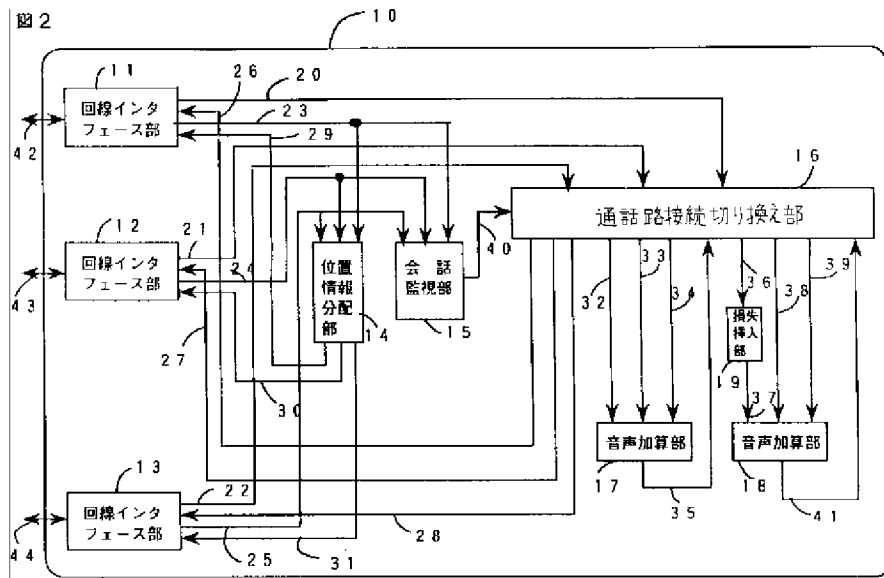 図2
10
11
回線インタ
フェース部
42
26
20
23
29
16
通話路接続切り換え部
12
回線インタ
フェース部
43
21
24
27
30
位置
情報
分配
部
14
会話
監視部
15
40
32
33
34
36
38
39
損失
挿入
部
19
37
音声加算部
17
35
音声加算部
18
41
13
回線インタ
フェース部
44
22
25
28
31